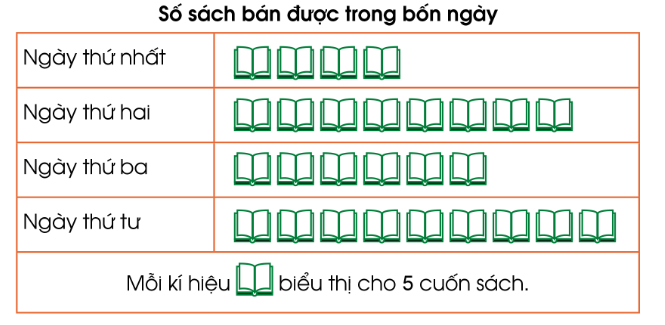 Số sách bán được trong bốn ngày
Ngày thứ nhất
Ngày thứ hai
Ngày thứ ba
Ngày thứ tư
Mỗi kí hiệu biểu thị cho 5 cuốn sách.